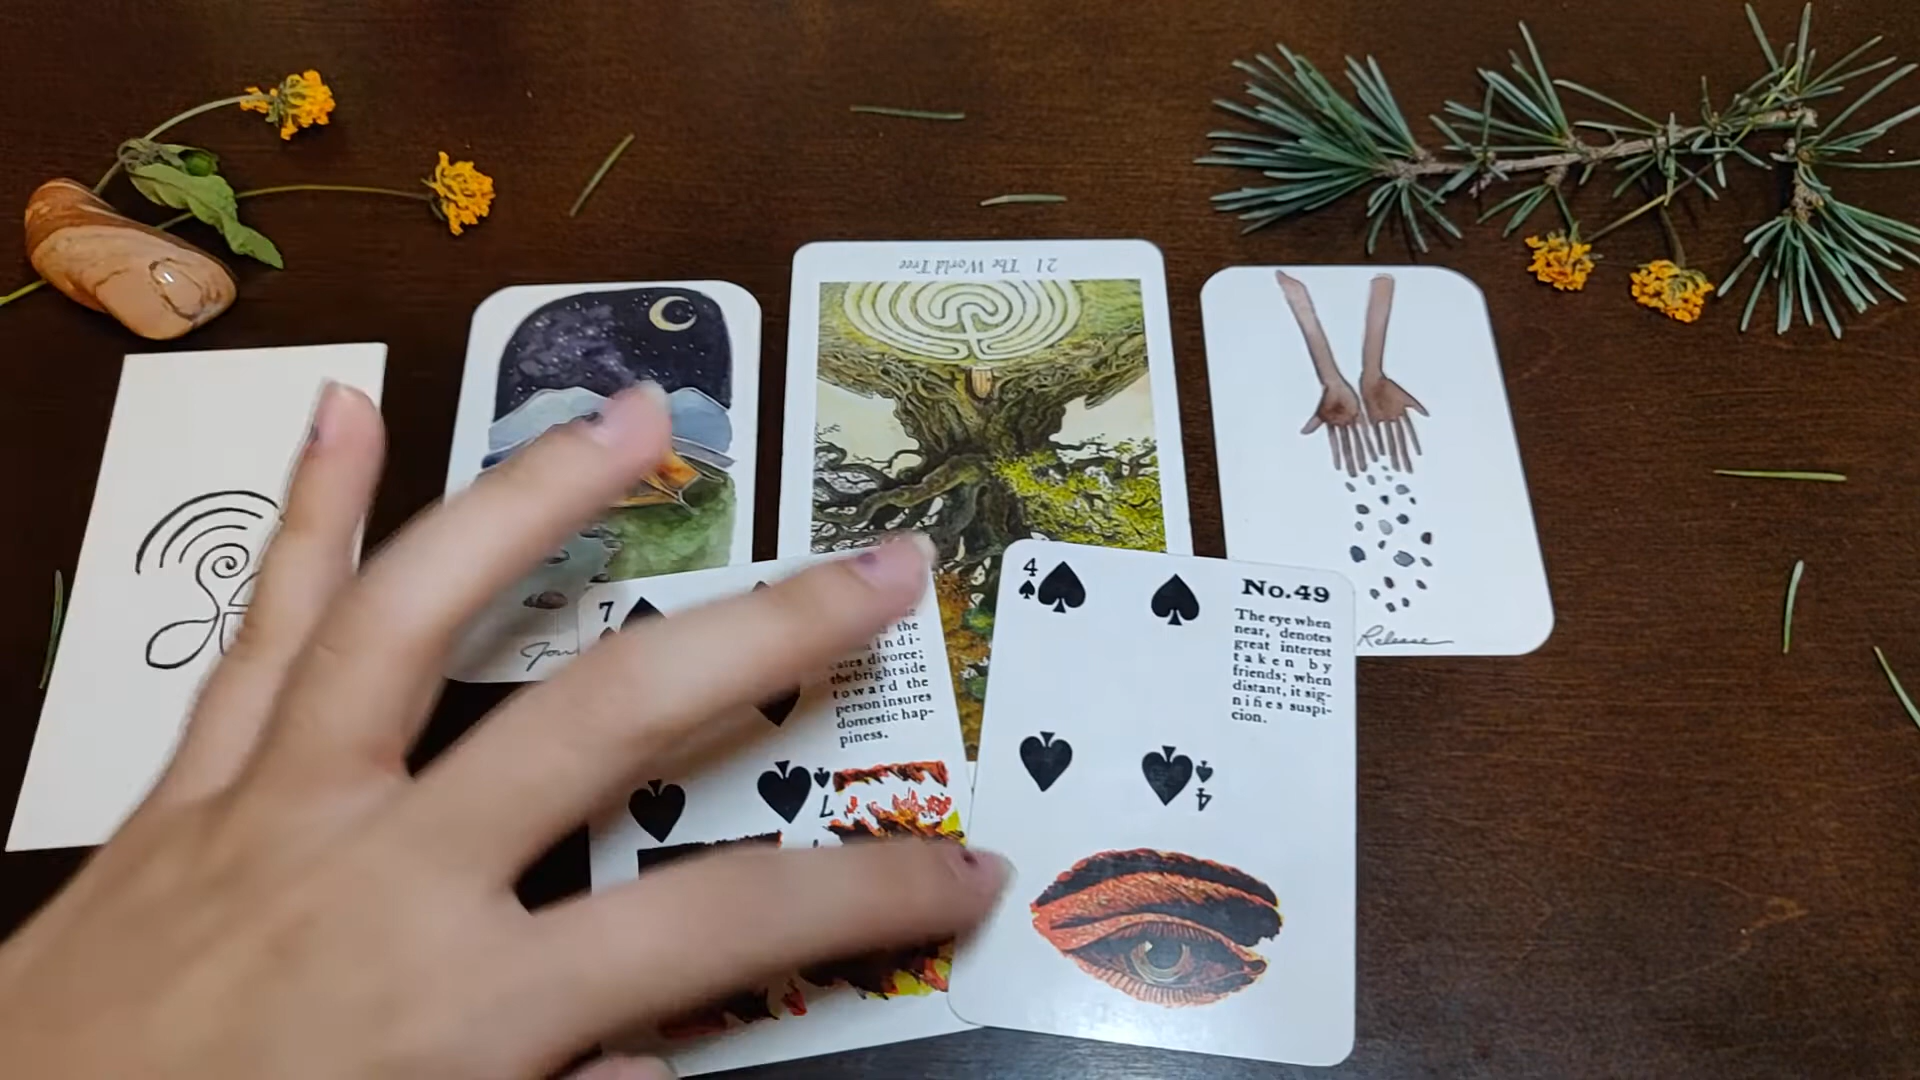 21 The World Tree
7
the
indi-
cates divorce;
the bright side
toward the
person insures
domestic hap-
piness.
7
4
No.49
The eye when
near, denotes
great interest
taken by
friends; when
distant, it sig-
nifies suspi-
cion.
4
Release